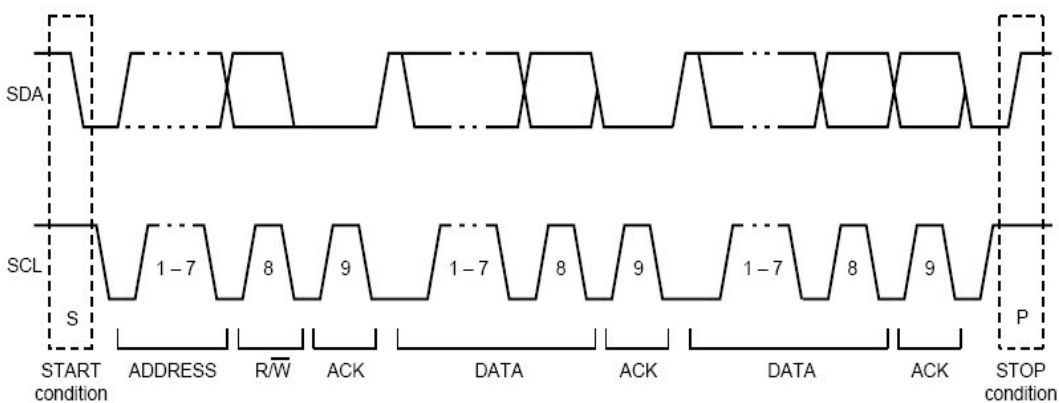 SDA
SCL
1 – 7 8 9 1 – 7 8 9 1 – 7 8 9
S P
START condition ADDRESS R/W̅ ACK DATA ACK DATA ACK STOP condition